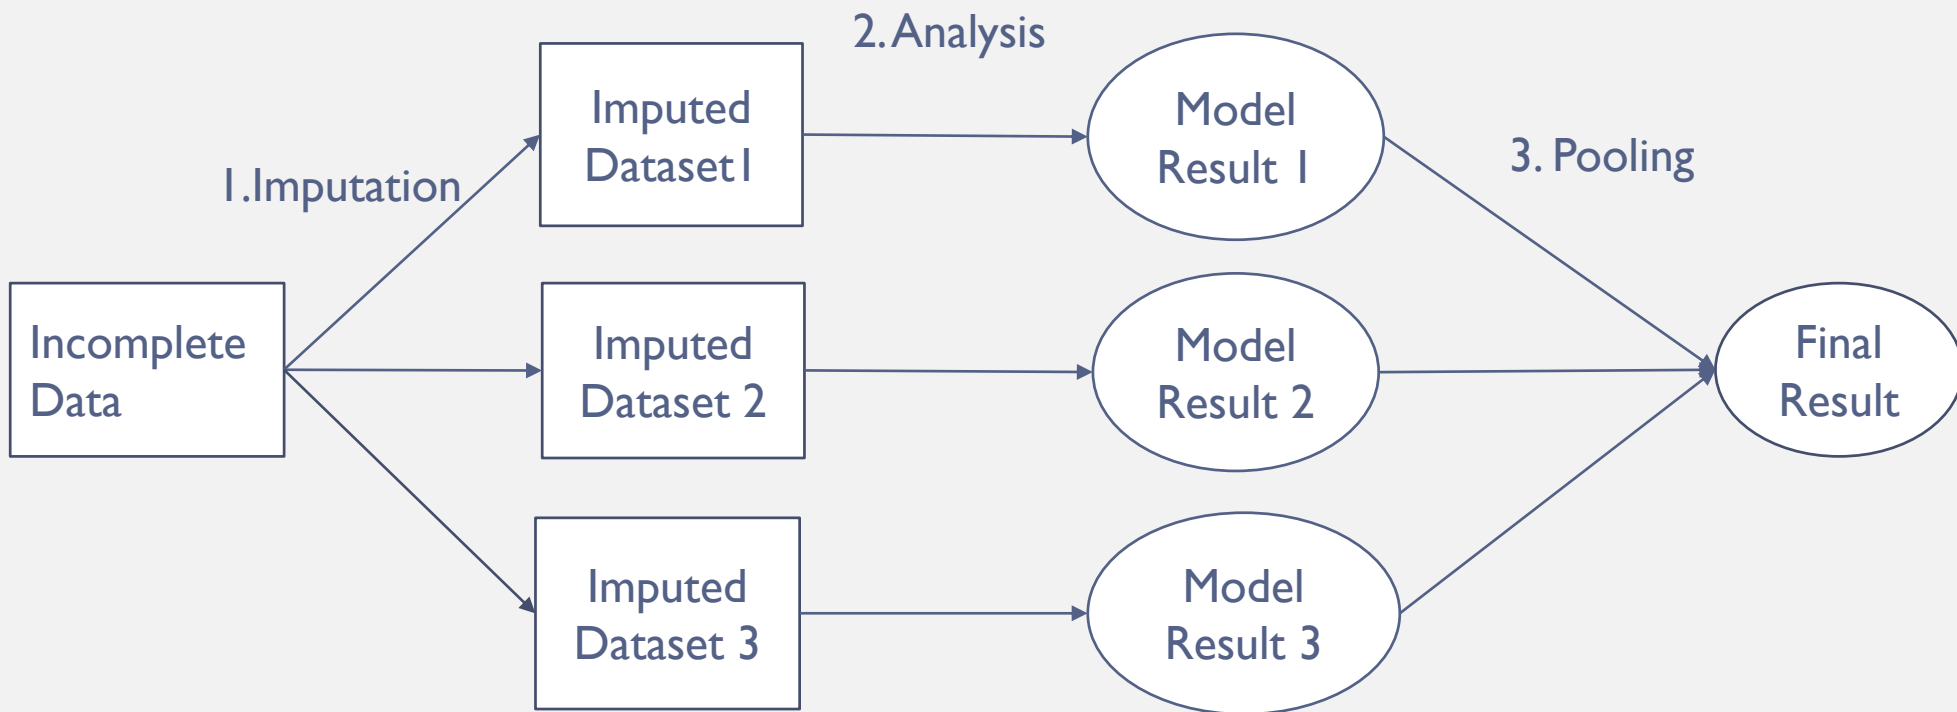 2. Analysis
1.Imputation
3. Pooling
Incomplete
Data
Imputed
Dataset1
Imputed
Dataset 2
Imputed
Dataset 3
Model
Result 1
Model
Result 2
Model
Result 3
Final
Result